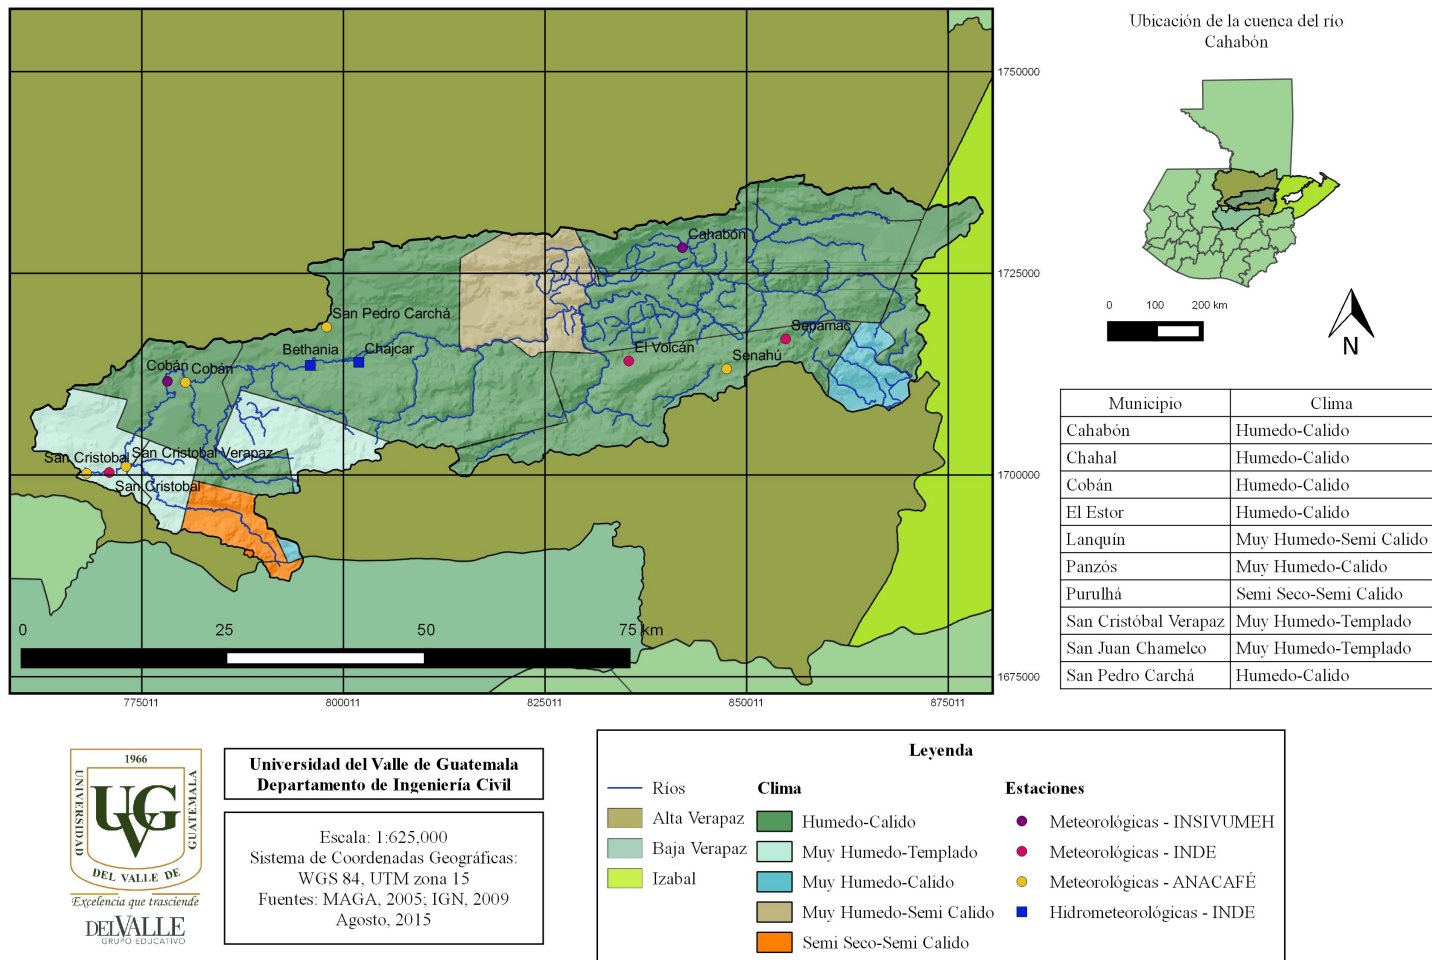 Ubicación de la cuenca del río
Cahabón
1750000
1725000
1700000
1675000
775011
800011
825011
850011
875011
Cahabón
San Pedro Carchá
Sepamac
Bethania
Chajcar
El Volcán
Senahú
Cobán
Cobán
San Cristobal
San Cristobal Verapaz
San Cristobal
0 25 50 75 km
0 100 200 km
N
Municipio Clima
Cahabón Humedo-Calido
Chahal Humedo-Calido
Cobán Humedo-Calido
El Estor Humedo-Calido
Lanquín Muy Humedo-Semi Calido
Panzós Muy Humedo-Calido
Purulhá Semi Seco-Semi Calido
San Cristóbal Verapaz Muy Humedo-Templado
San Juan Chamelco Muy Humedo-Templado
San Pedro Carchá Humedo-Calido
1966
UNIVERSIDAD
UVG
GUATEMALA
DEL VALLE DE
Excelencia que trasciende
DELVALLE
GRUPO EDUCATIVO
Universidad del Valle de Guatemala
Departamento de Ingeniería Civil
Escala: 1:625,000
Sistema de Coordenadas Geográficas:
WGS 84, UTM zona 15
Fuentes: MAGA, 2005; IGN, 2009
Agosto, 2015
Leyenda
Ríos
Alta Verapaz
Baja Verapaz
Izabal
Clima
Humedo-Calido
Muy Humedo-Templado
Muy Humedo-Calido
Muy Humedo-Semi Calido
Semi Seco-Semi Calido
Estaciones
Meteorológicas - INSIVUMEH
Meteorológicas - INDE
Meteorológicas - ANACAFÉ
Hidrometeorológicas - INDE